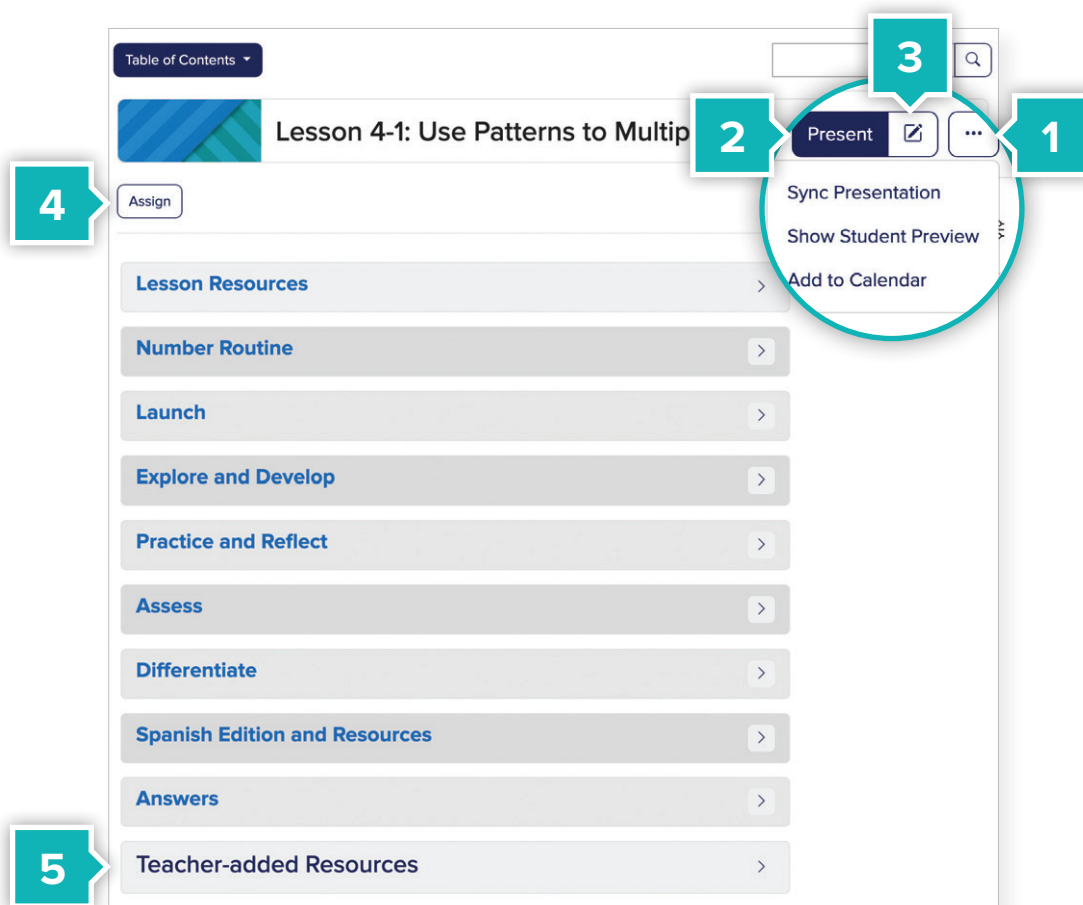 Table of Contents
3
Lesson 4-1: Use Patterns to Multip
2
Present
...
1
4
Assign
Sync Presentation
Show Student Preview
Add to Calendar
Lesson Resources
Number Routine
Launch
Explore and Develop
Practice and Reflect
Assess
Differentiate
Spanish Edition and Resources
Answers
5
Teacher-added Resources